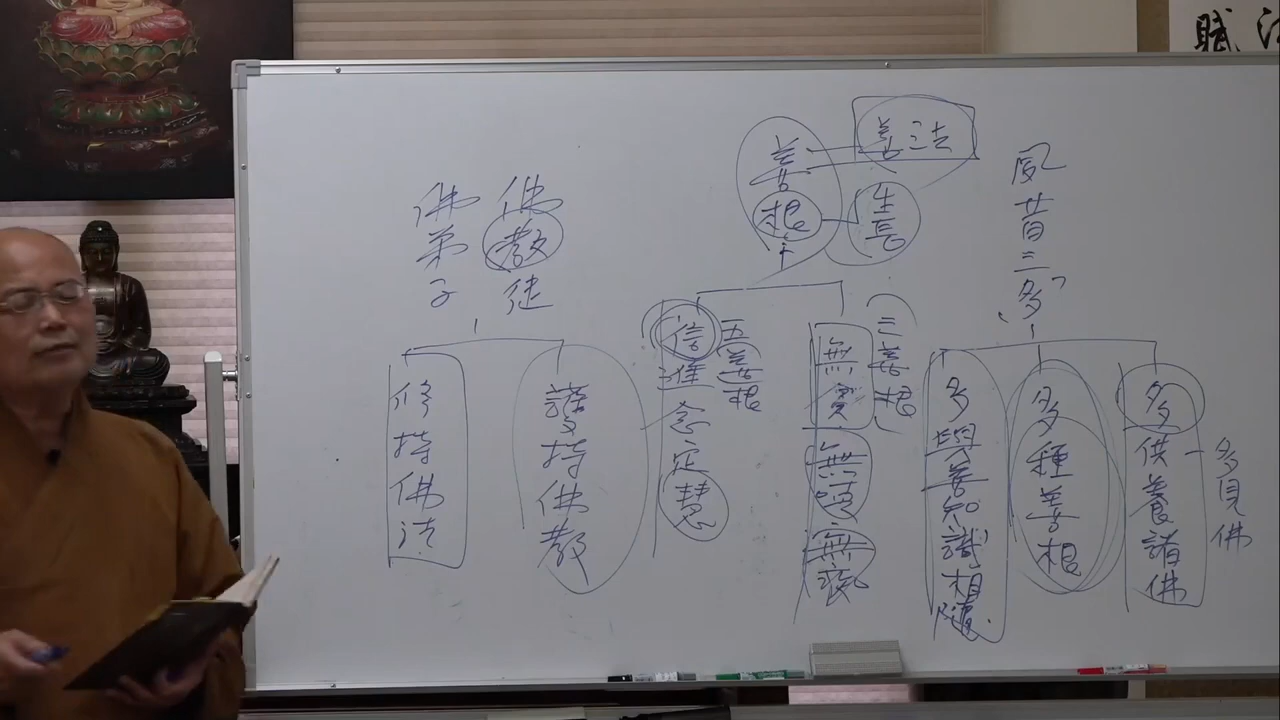 賦
夙昔三多
多供養諸佛
多見佛
多種善根
多與善知識相隨
善法
善根
生長
三善根
無貪
無瞋
無癡
五善根
信進念定慧
佛教徒
佛弟子
護持佛教
修持佛法